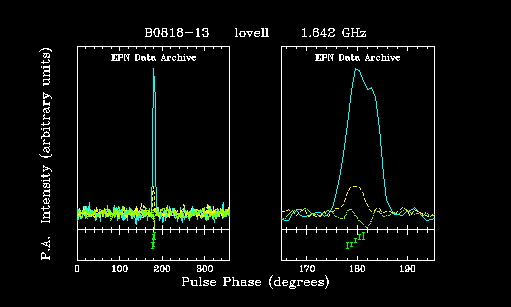 B0818-13 lovell 1.642 GHz
EPN Data Archive EPN Data Archive
P.A. Intensity (arbitrary units)
0 100 200 300 170 180 190
Pulse Phase (degrees)